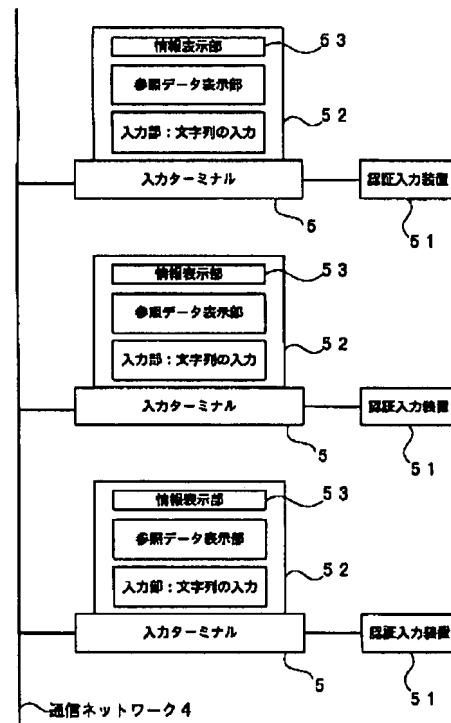 情報表示部
53
参照データ表示部
52
入力部：文字列の入力
入力ターミナル
認証入力装置
5
51
情報表示部
53
参照データ表示部
52
入力部：文字列の入力
入力ターミナル
認証入力装置
5
51
情報表示部
53
参照データ表示部
52
入力部：文字列の入力
入力ターミナル
認証入力装置
5
51
通信ネットワーク4